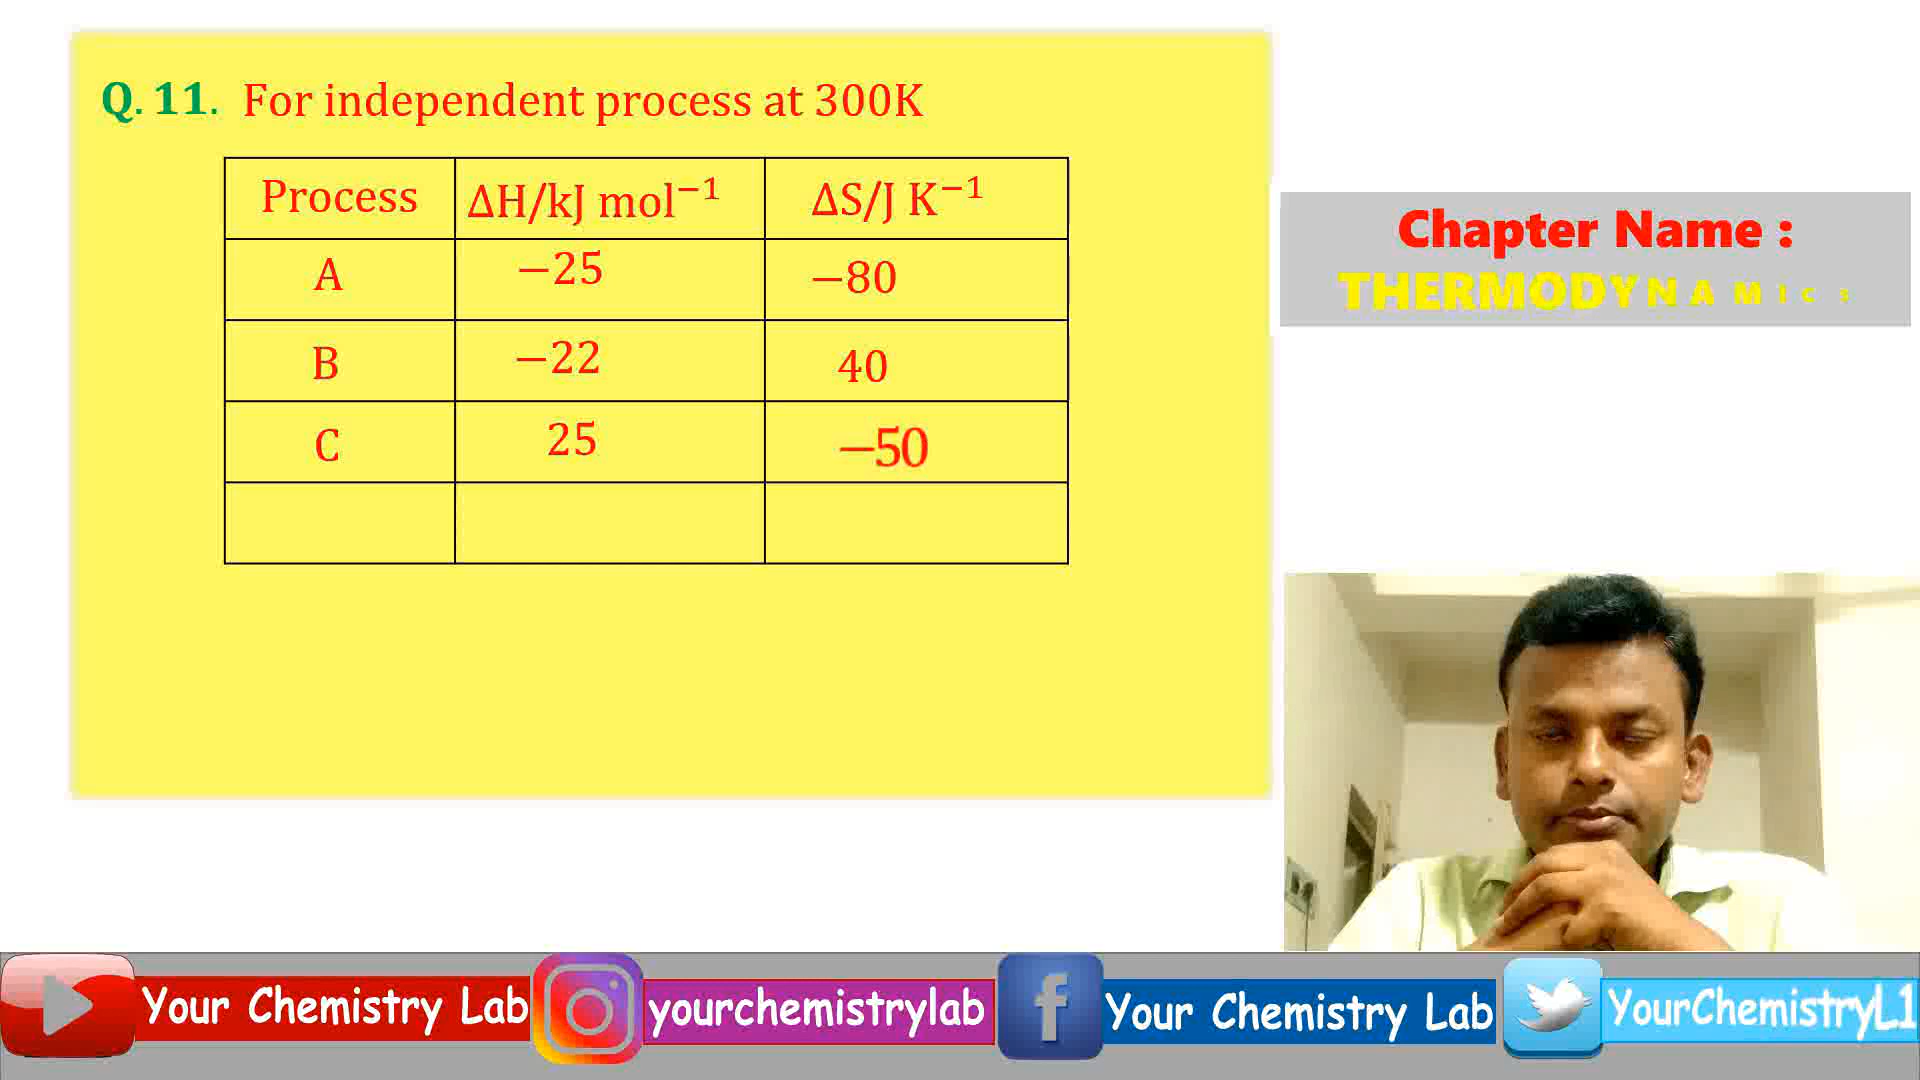 Q. 11. For independent process at 300K
Process ΔH/kJ mol⁻¹ ΔS/J K⁻¹
A −25 −80
B −22 40
C 25 −50
Chapter Name :
THERMODYNAMICS
Your Chemistry Lab
yourchemistrylab
Your Chemistry Lab
YourChemistryL1